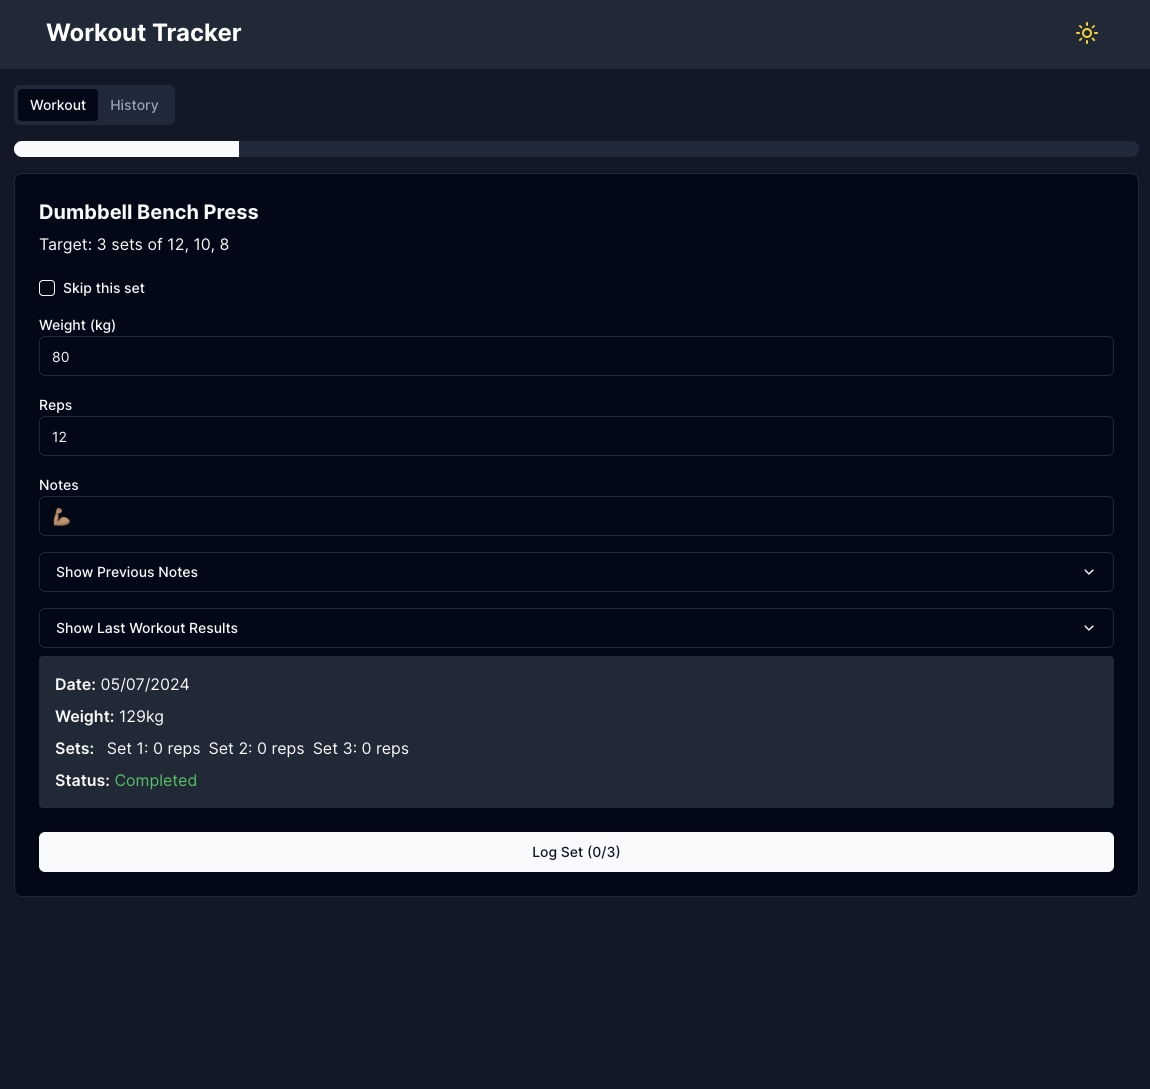 Workout Tracker
Workout History
Dumbbell Bench Press
Target: 3 sets of 12, 10, 8
Skip this set
Weight (kg)
80
Reps
12
Notes
💪🏽
Show Previous Notes
Show Last Workout Results
Date: 05/07/2024
Weight: 129kg
Sets: Set 1: 0 reps Set 2: 0 reps Set 3: 0 reps
Status: Completed
Log Set (0/3)